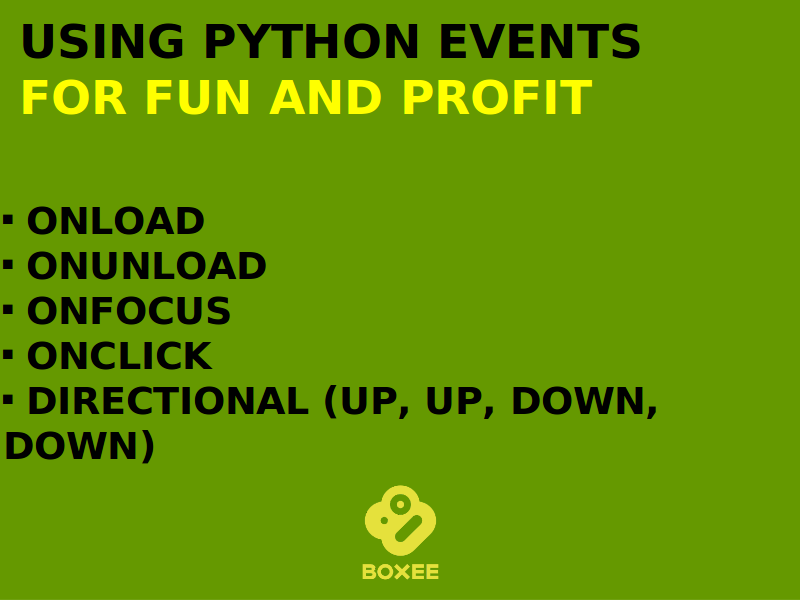 USING PYTHON EVENTS
FOR FUN AND PROFIT
▪ ONLOAD
▪ ONUNLOAD
▪ ONFOCUS
▪ ONCLICK
▪ DIRECTIONAL (UP, UP, DOWN,
DOWN)
BOXEE